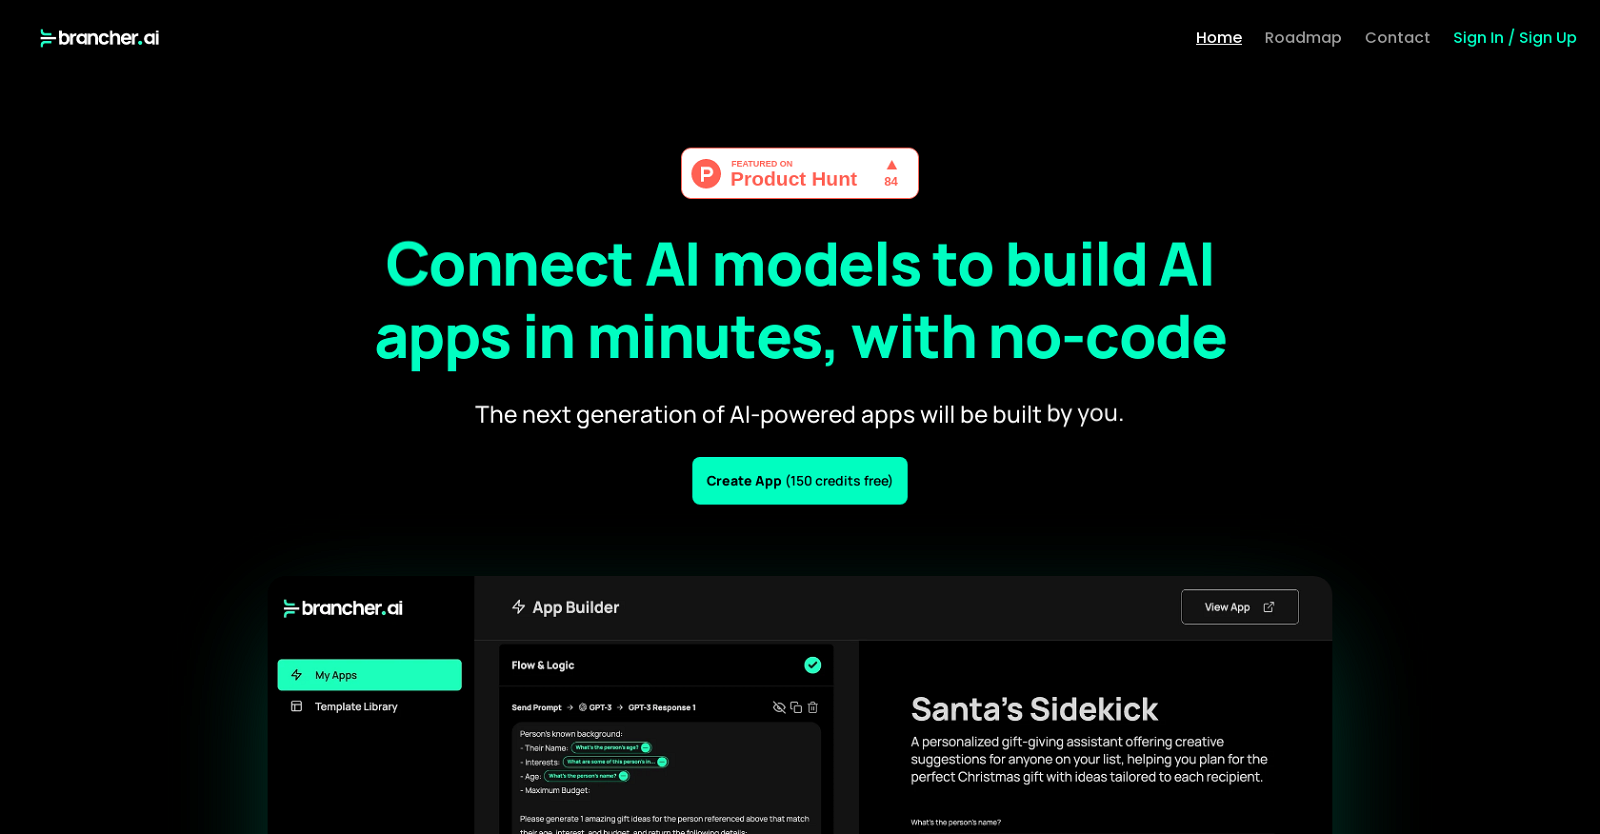 brancher.ai
Home Roadmap Contact Sign In / Sign Up
FEATURED ON
Product Hunt
84
Connect AI models to build AI
apps in minutes, with no-code
The next generation of AI-powered apps will be built by you.
Create App (150 credits free)
brancher.ai
My Apps
Template Library
App Builder
View App
Flow & Logic
Send Prompt → GPT-3 → GPT-3 Response 1
Person's known background:
- Their Name: What's the person's age?
- Interests: What are some of this person's in...
- Age: What's the person's name?
- Maximum Budget:
Please generate 1 amazing gift ideas for the person referenced above that match
their age, interest, and budget, and return the following details:
Santa's Sidekick
A personalized gift-giving assistant offering creative
suggestions for anyone on your list, helping you plan for the
perfect Christmas gift with ideas tailored to each recipient.
What's the person's name?